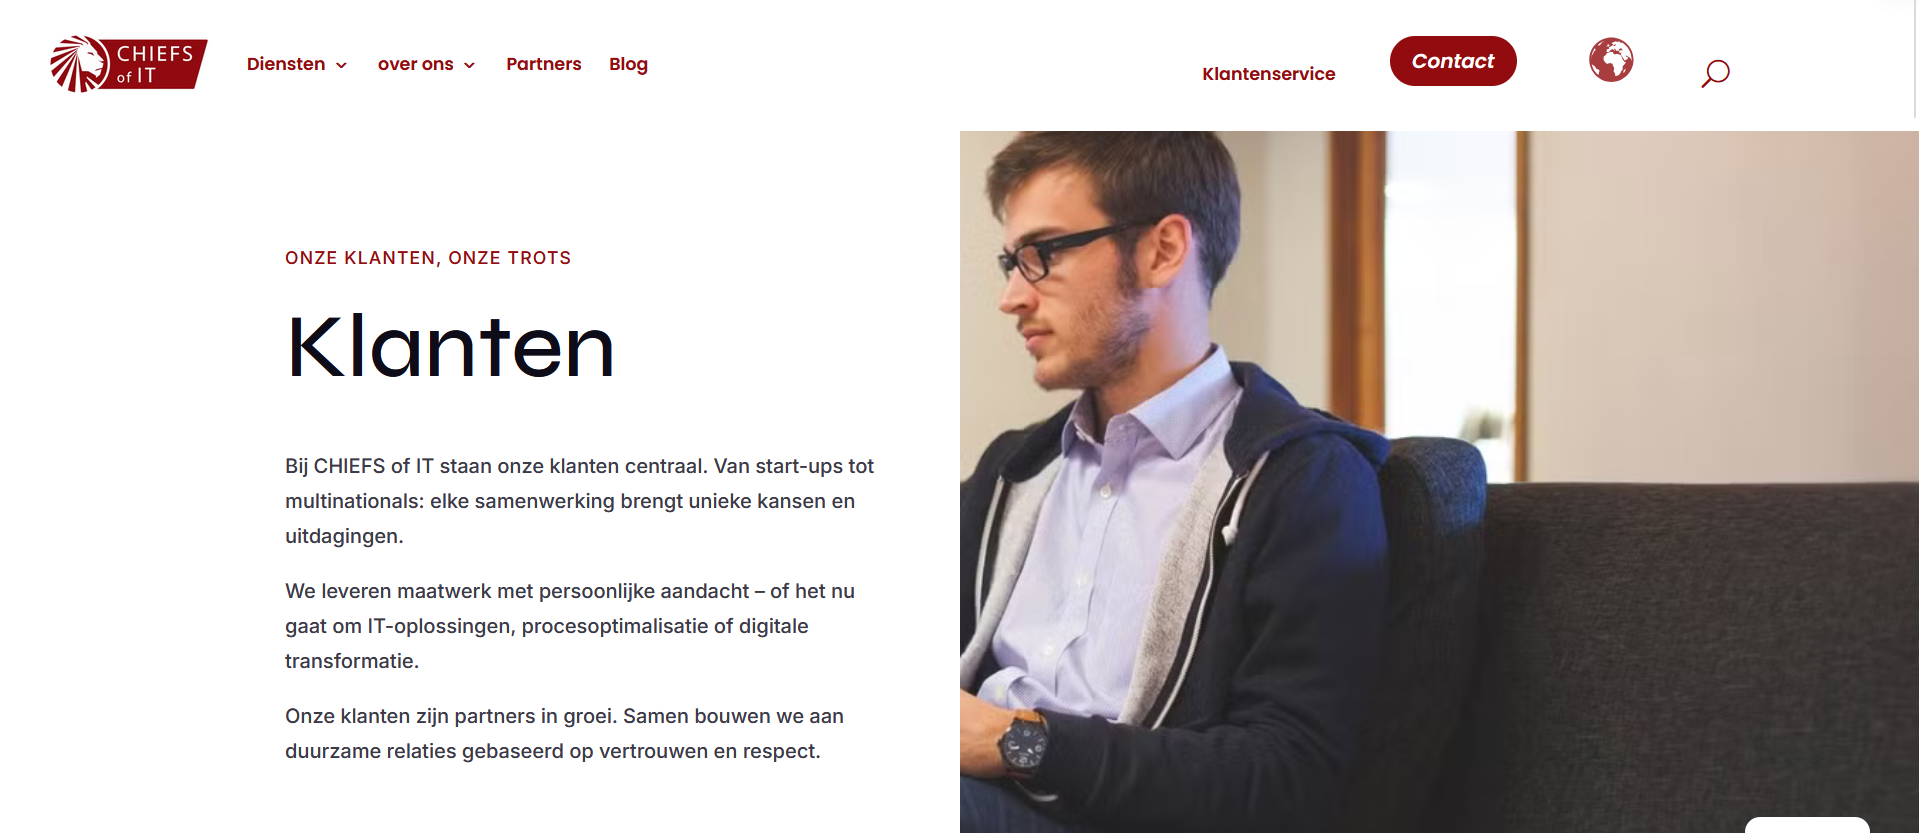 CHIEFS
of IT
Diensten
over ons
Partners
Blog
Klantenservice
Contact
ONZE KLANTEN, ONZE TROTS
Klanten
Bij CHIEFS of IT staan onze klanten centraal. Van start-ups tot
multinationals: elke samenwerking brengt unieke kansen en
uitdagingen.
We leveren maatwerk met persoonlijke aandacht – of het nu
gaat om IT-oplossingen, procesoptimalisatie of digitale
transformatie.
Onze klanten zijn partners in groei. Samen bouwen we aan
duurzame relaties gebaseerd op vertrouwen en respect.